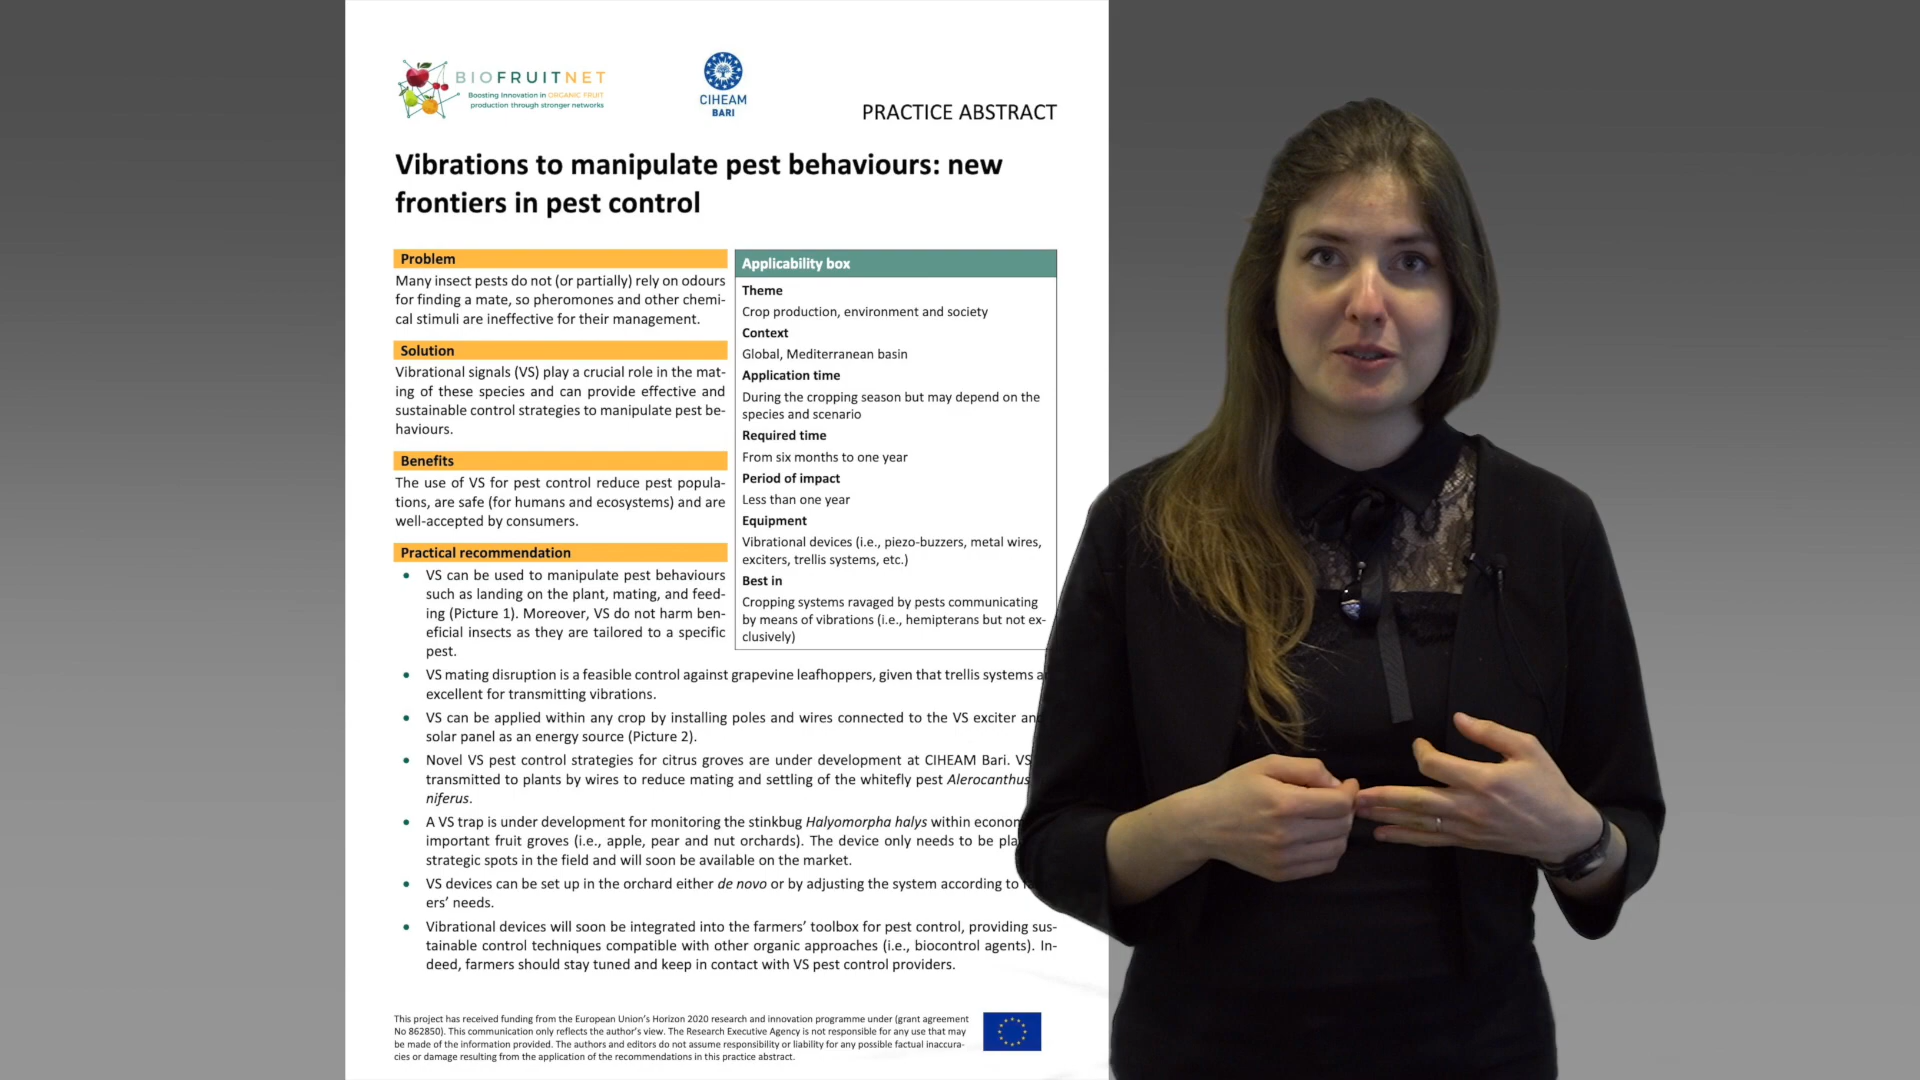 BIOFRUITNET
Boosting Innovation in ORGANIC FRUIT
production through stronger networks
CIHEAM
BARI
PRACTICE ABSTRACT
Vibrations to manipulate pest behaviours: new
frontiers in pest control
Problem
Many insect pests do not (or partially) rely on odours
for finding a mate, so pheromones and other chemi-
cal stimuli are ineffective for their management.
Solution
Vibrational signals (VS) play a crucial role in the mat-
ing of these species and can provide effective and
sustainable control strategies to manipulate pest be-
haviours.
Benefits
The use of VS for pest control reduce pest popula-
tions, are safe (for humans and ecosystems) and are
well-accepted by consumers.
Practical recommendation
• VS can be used to manipulate pest behaviours
such as landing on the plant, mating, and feed-
ing (Picture 1). Moreover, VS do not harm ben-
eficial insects as they are tailored to a specific
pest.
Applicability box
Theme
Crop production, environment and society
Context
Global, Mediterranean basin
Application time
During the cropping season but may depend on the
species and scenario
Required time
From six months to one year
Period of impact
Less than one year
Equipment
Vibrational devices (i.e., piezo-buzzers, metal wires,
exciters, trellis systems, etc.)
Best in
Cropping systems ravaged by pests communicating
by means of vibrations (i.e., hemipterans but not ex-
clusively)
• VS mating disruption is a feasible control against grapevine leafhoppers, given that trellis systems
excellent for transmitting vibrations.
• VS can be applied within any crop by installing poles and wires connected to the VS exciter
solar panel as an energy source (Picture 2).
• Novel VS pest control strategies for citrus groves are under development at CIHEAM Bari. VS
transmitted to plants by wires to reduce mating and settling of the whitefly pest Alerocanthus
niferus.
• A VS trap is under development for monitoring the stinkbug Halyomorpha halys within
important fruit groves (i.e., apple, pear and nut orchards). The device only needs to be
strategic spots in the field and will soon be available on the market.
• VS devices can be set up in the orchard either de novo or by adjusting the system according to
ers’ needs.
• Vibrational devices will soon be integrated into the farmers’ toolbox for pest control, providing sus-
tainable control techniques compatible with other organic approaches (i.e., biocontrol agents). In-
deed, farmers should stay tuned and keep in contact with VS pest control providers.
This project has received funding from the European Union’s Horizon 2020 research and innovation programme under (grant agreement
No 862850). This communication only reflects the author’s view. The Research Executive Agency is not responsible for any use that may
be made of the information provided. The authors and editors do not assume responsibility or liability for any possible factual inaccura-
cies or damage resulting from the application of the recommendations in this practice abstract.